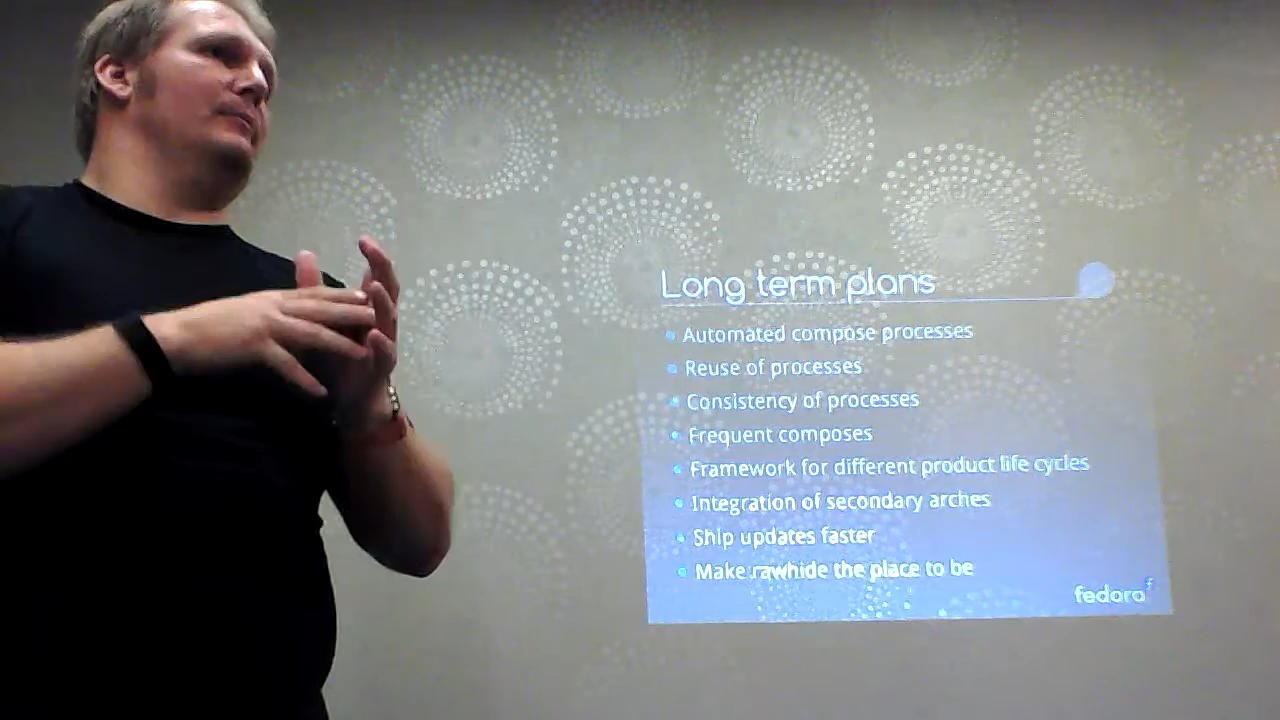 Long term plans
Automated compose processes
Reuse of processes
Consistency of processes
Frequent composes
Framework for different product life cycles
Integration of secondary arches
Ship updates faster
Make rawhide the place to be
fedora